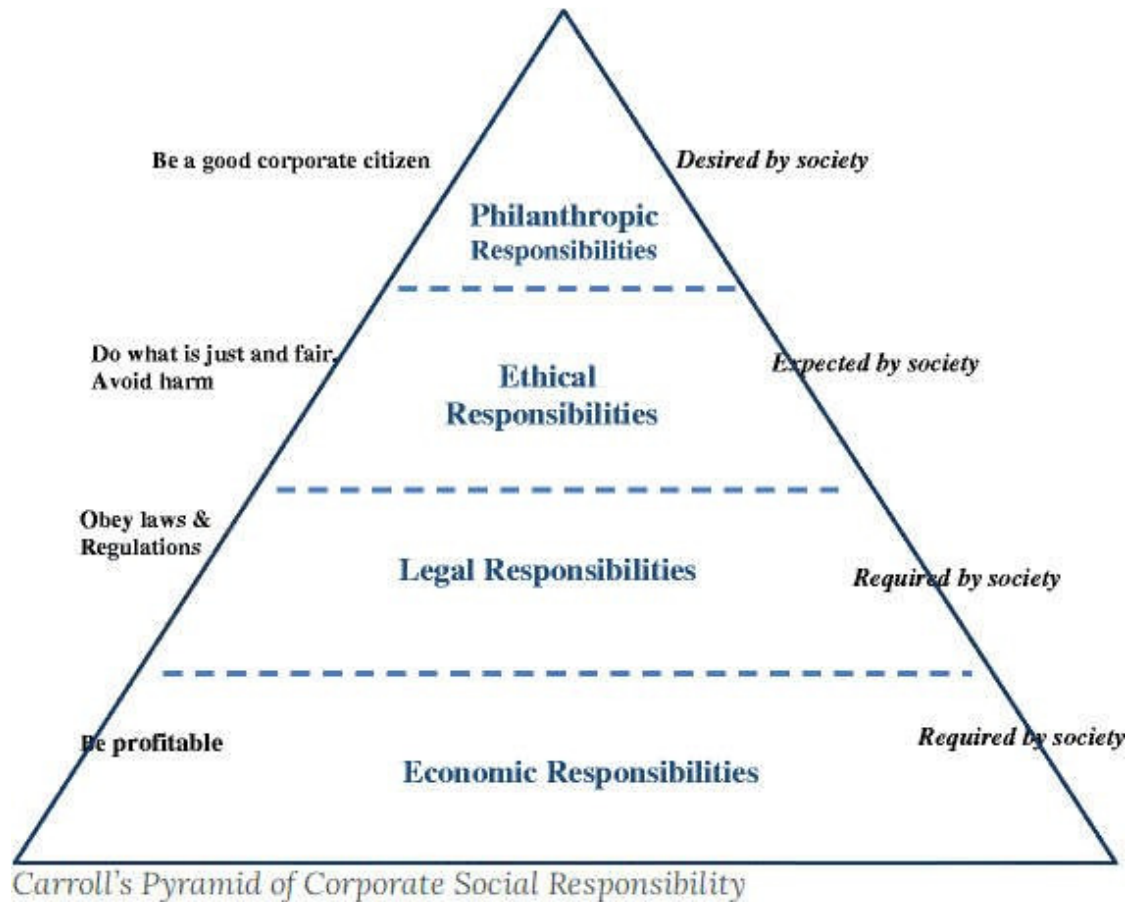 Be a good corporate citizen
Desired by society
Philanthropic
Responsibilities
Do what is just and fair,
Avoid harm
Expected by society
Ethical
Responsibilities
Obey laws &
Regulations
Legal Responsibilities
Required by society
Be profitable
Required by society
Economic Responsibilities
Carroll's Pyramid of Corporate Social Responsibility